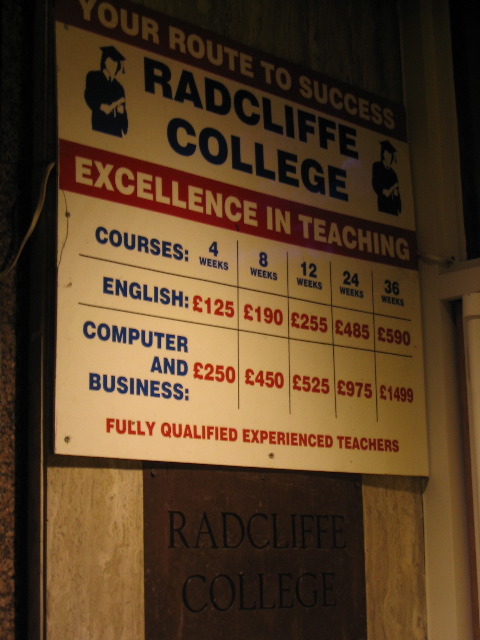 YOUR ROUTE TO SUCCESS
RADCLIFFE
COLLEGE
EXCELLENCE IN TEACHING
COURSES: 4 WEEKS 8 WEEKS 12 WEEKS 24 WEEKS 36 WEEKS
ENGLISH: £125 £190 £255 £485 £590
COMPUTER
AND
BUSINESS: £250 £450 £525 £975 £1499
FULLY QUALIFIED EXPERIENCED TEACHERS
RADCLIFFE
COLLEGE